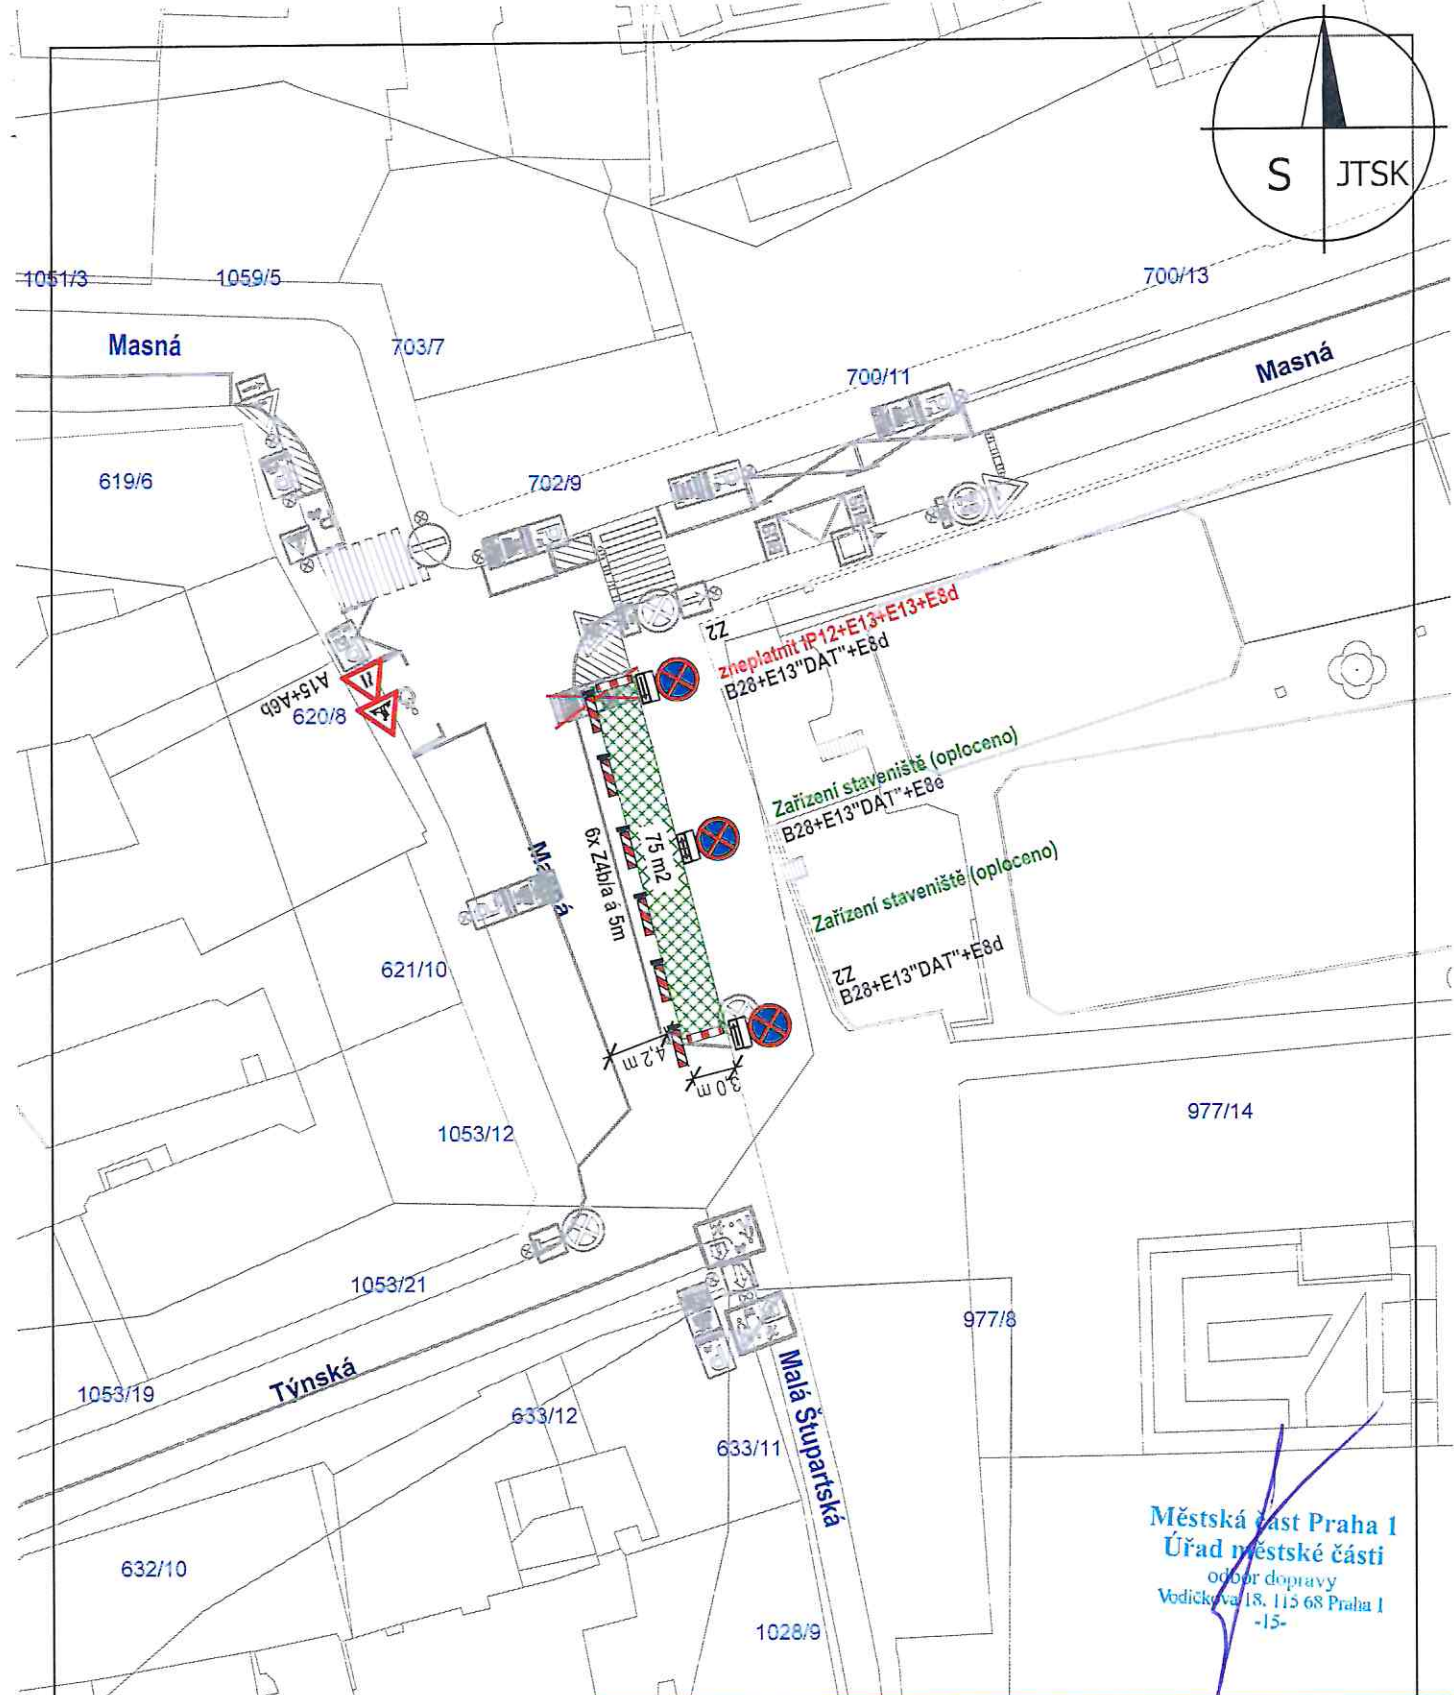 S JTSK
1051/3
1059/5
700/13
Masná
703/7
Masná
700/11
619/6
702/9
BUS
BUS
ZZ
zneplatnit IP12+E13+E13+E8d
B28+E13"DAT"+E8d
A15+A6b
620/8
Zařízení staveniště (oploceno)
B28+E13"DAT"+E8e
6x Z4b/a á 5m
75 m2
Zařízení staveniště (oploceno)
621/10
ZZ
B28+E13"DAT"+E8d
4,2 m
3,0 m
977/14
1053/12
1053/21
977/8
1053/19
Týnská
633/12
633/11
Malá Štupartská
632/10
1028/9
Městská část Praha 1
Úřad městské části
odbor dopravy
Vodičkova 18, 115 68 Praha 1
-15-